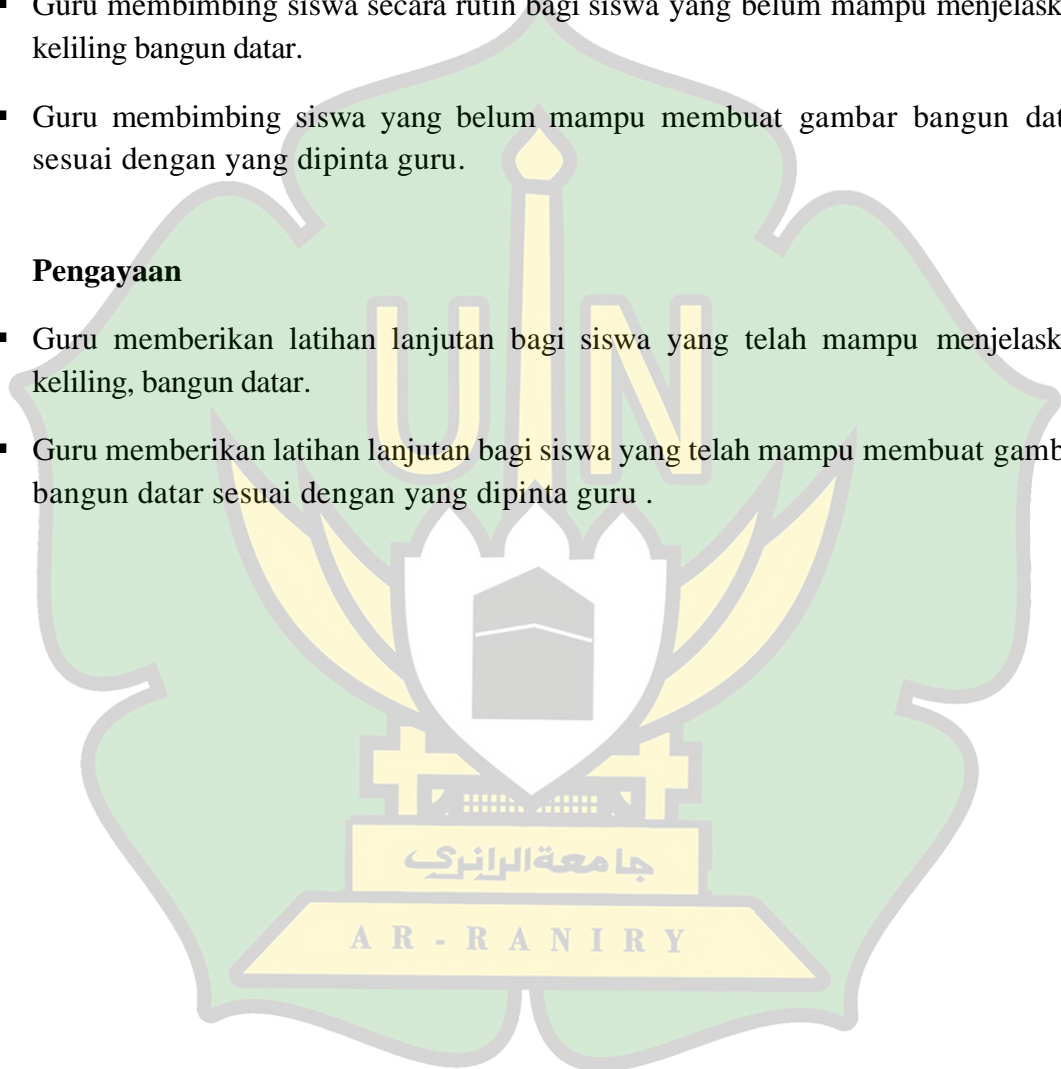 Guru membimbing siswa secara rutin bagi siswa yang belum mampu menjelask
keliling bangun datar.
Guru membimbing siswa yang belum mampu membuat gambar bangun dat
sesuai dengan yang dipinta guru.
Pengayaan
Guru memberikan latihan lanjutan bagi siswa yang telah mampu menjelask
keliling, bangun datar.
Guru memberikan latihan lanjutan bagi siswa yang telah mampu membuat gamb
bangun datar sesuai dengan yang dipinta guru .
UIN
جامعة الرانري
AR-RANIRY